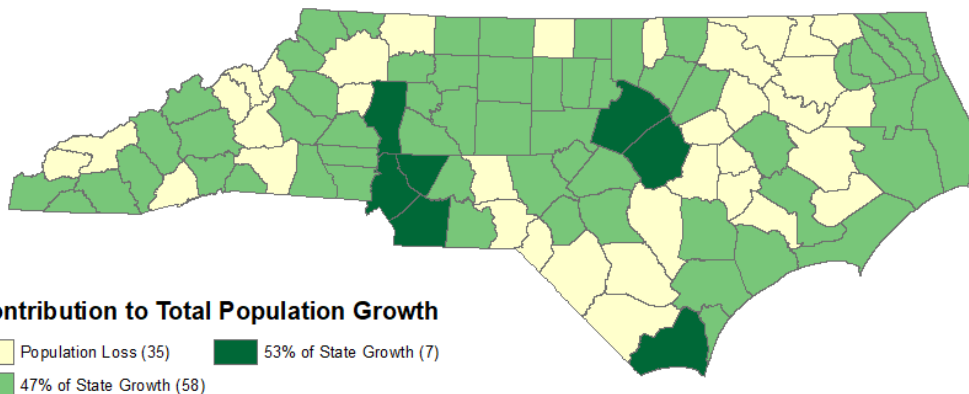 ontribution to Total Population Growth
Population Loss (35)
53% of State Growth (7)
47% of State Growth (58)